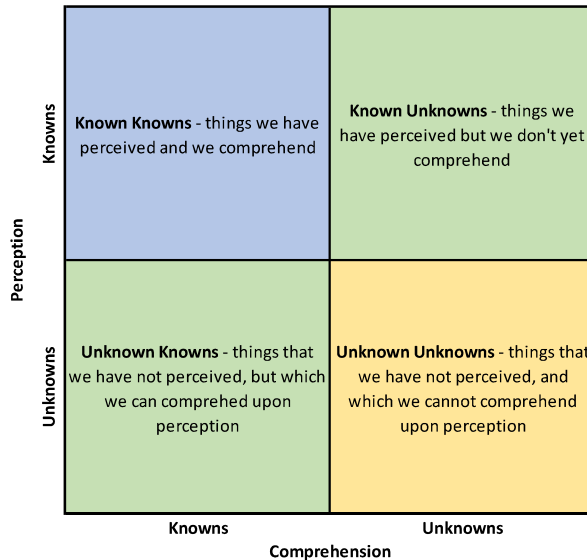 Known Knowns - things we have
perceived and we comprehend
Known Unknowns - things we
have perceived but we don't yet
comprehend
Unknown Knowns - things that
we have not perceived, but which
we can comprehed upon
perception
Unknown Unknowns - things that
we have not perceived, and
which we cannot comprehend
upon perception
Perception
Knowns
Unknowns
Knowns
Unknowns
Comprehension